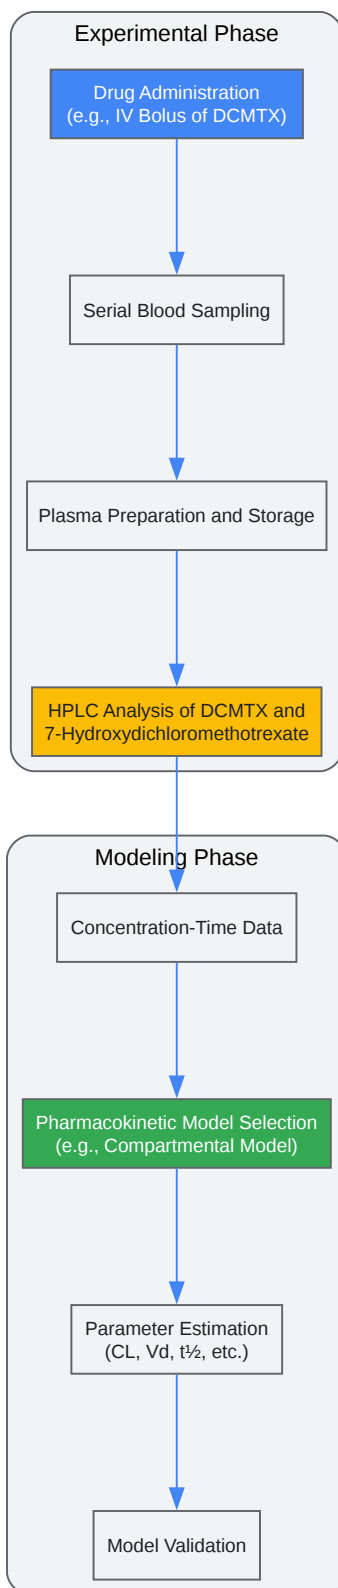 Experimental Phase
Drug Administration
(e.g., IV Bolus of DCMTX)
Serial Blood Sampling
Plasma Preparation and Storage
HPLC Analysis of DCMTX and
7-Hydroxydichloromethotrexate
Modeling Phase
Concentration-Time Data
Pharmacokinetic Model Selection
(e.g., Compartmental Model)
Parameter Estimation
(CL, Vd, t½, etc.)
Model Validation